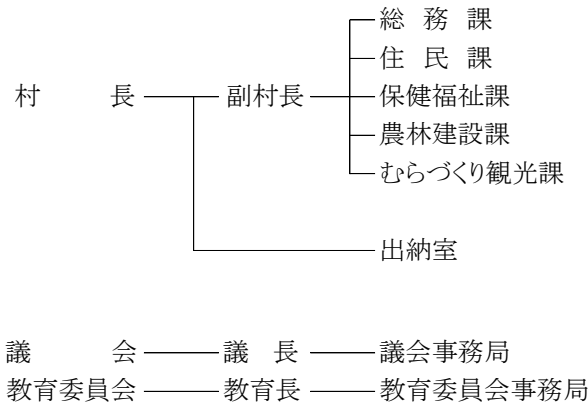 総務課
住民課
村長 副村長 保健福祉課
農林建設課
むらづくり観光課
出納室
議会 議長 議会事務局
教育委員会 教育長 教育委員会事務局